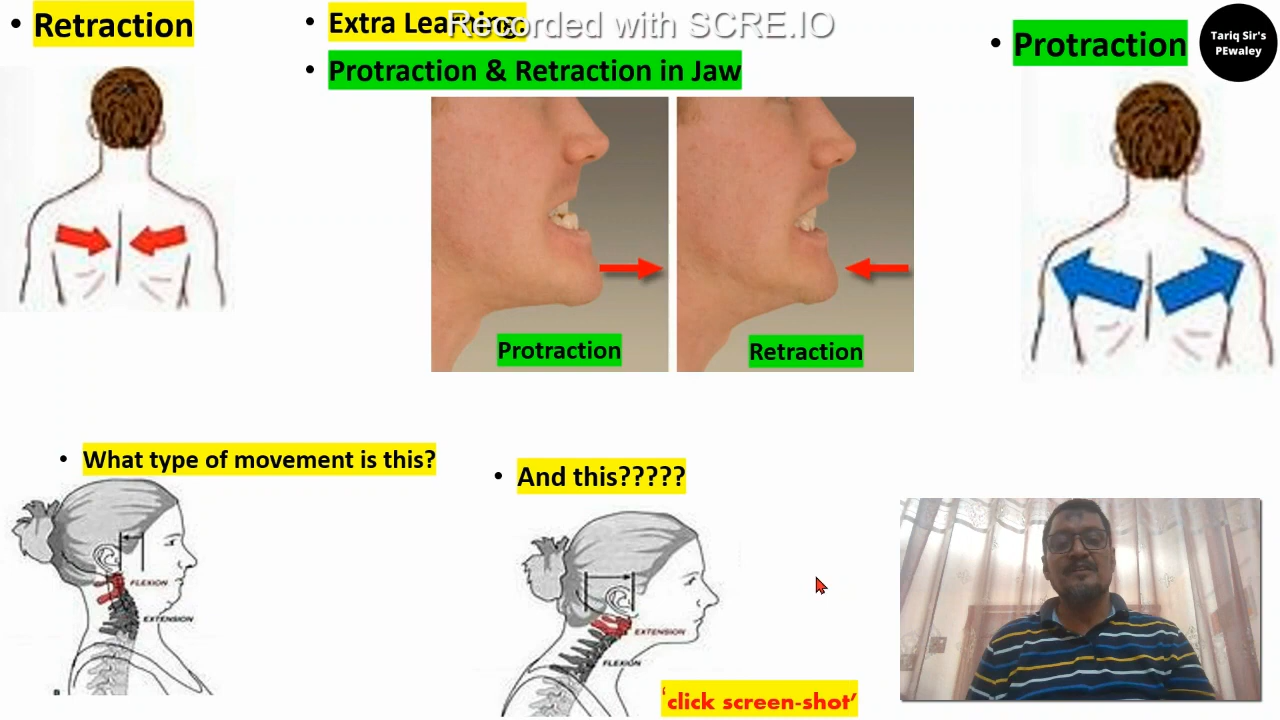 Retraction
Extra Learning:
Recorded with SCRE.IO
Protraction & Retraction in Jaw
Protraction
Tariq Sir's
PEwaley
Protraction
Retraction
What type of movement is this?
And this?????
FLEXION
EXTENSION
B
EXTENSION
FLEXION
'click screen-shot'